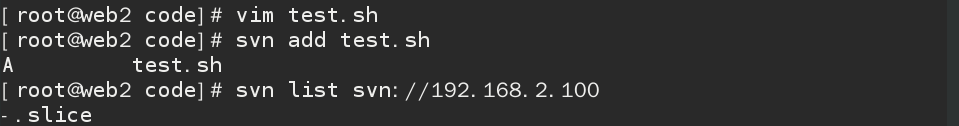 [root@web2 code]# vim test.sh
[root@web2 code]# svn add test.sh
A         test.sh
[root@web2 code]# svn list svn://192.168.2.100
-.slice